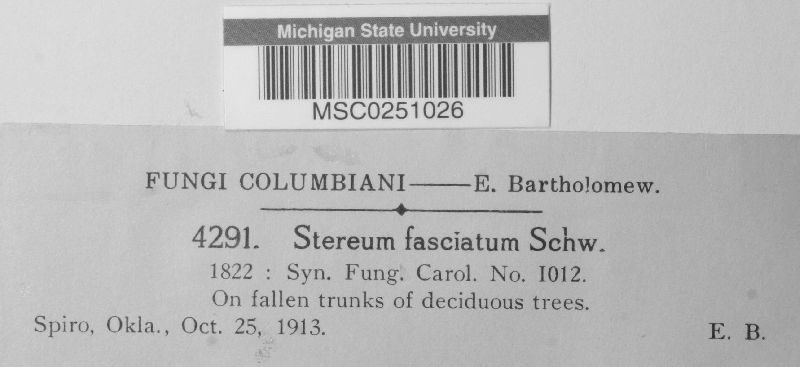 Michigan State University
MSC0251026
FUNGI COLUMBIANI——E. Bartholomew.
4291. Stereum fasciatum Schw.
1822 : Syn. Fung. Carol. No. 1012.
On fallen trunks of deciduous trees.
Spiro, Okla., Oct. 25, 1913. E. B.